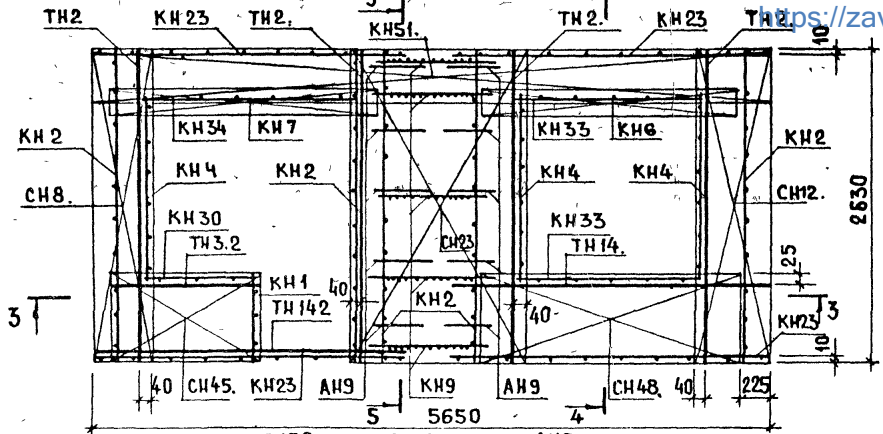 https://zav
ТН2 КН23 ТН2. КН51. ТН2. КН23 ТН2. 10
КН34 КН7 КН33 КН6
КН2 КН4 КН2 КН4 КН4 КН2
СН8. СН12.
2630
КН30 СН23 КН33
ТН3.2 ТН14.
25
КН1 40 КН2 40
3 ТН142 3
КН23
10
40 СН45. КН23 АН9 КН9 АН9 СН48. 40 225
5 5650 4